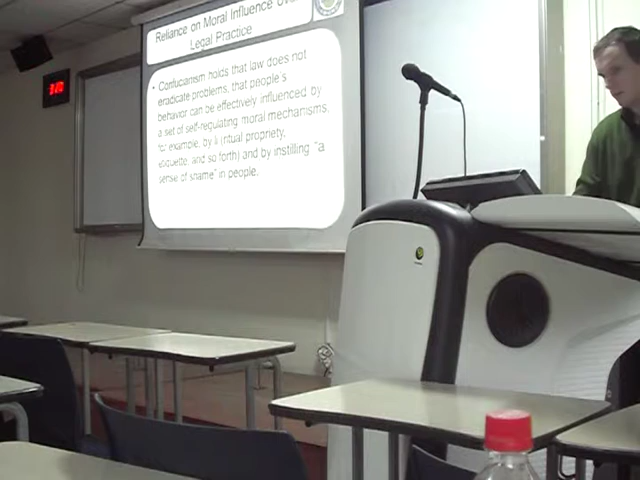 Reliance on Moral Influence Over
Legal Practice
• Confucianism holds that law does not
eradicate problems, that people's
behavior can be effectively influenced by
a set of self-regulating moral mechanisms,
for example, by li (ritual propriety,
etiquette, and so forth) and by instilling "a
sense of shame" in people.